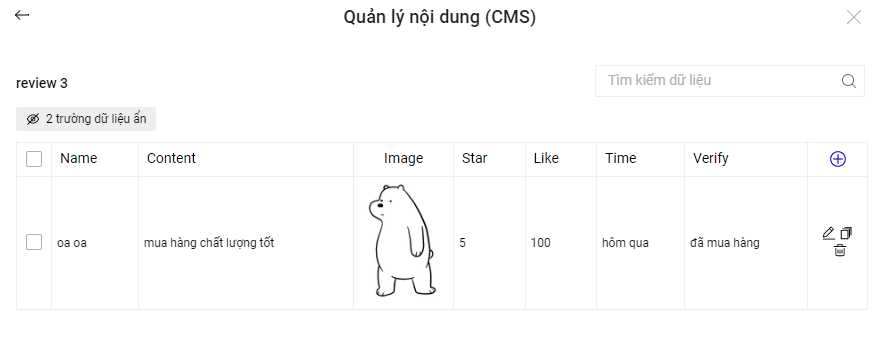 Quản lý nội dung (CMS)
review 3
Tìm kiếm dữ liệu
2 trường dữ liệu ẩn
Name Content Image Star Like Time Verify
oa oa mua hàng chất lượng tốt 5 100 hôm qua đã mua hàng